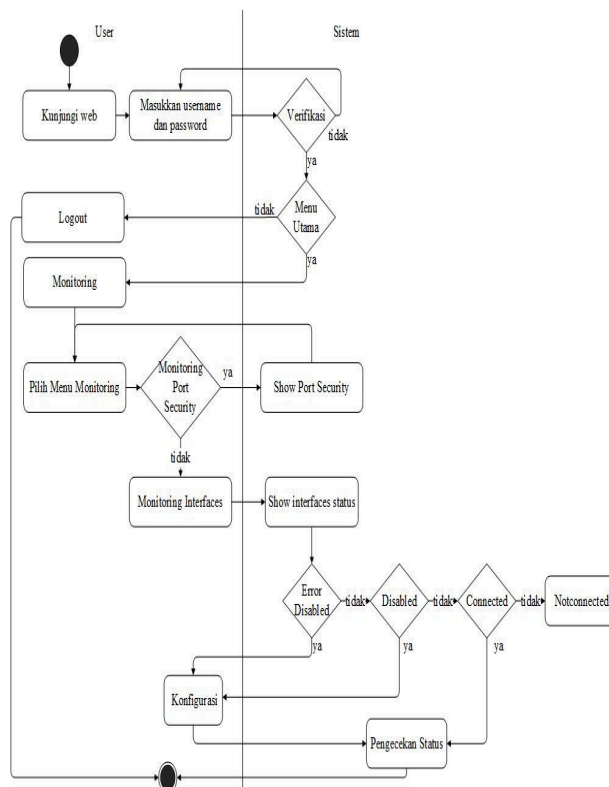 User
Sistem
Kunjungi web
Masukkan username
dan password
Verifikasi
tidak
ya
Menu
Utama
tidak
Logout
ya
Monitoring
Pilih Menu Monitoring
Monitoring
Port
Security
ya
Show Port Security
tidak
Monitoring Interfaces
Show interfaces status
Error
Disabled
tidak
Disabled
tidak
Connected
tidak
Notconnected
ya
ya
ya
Konfigurasi
Pengecekan Status